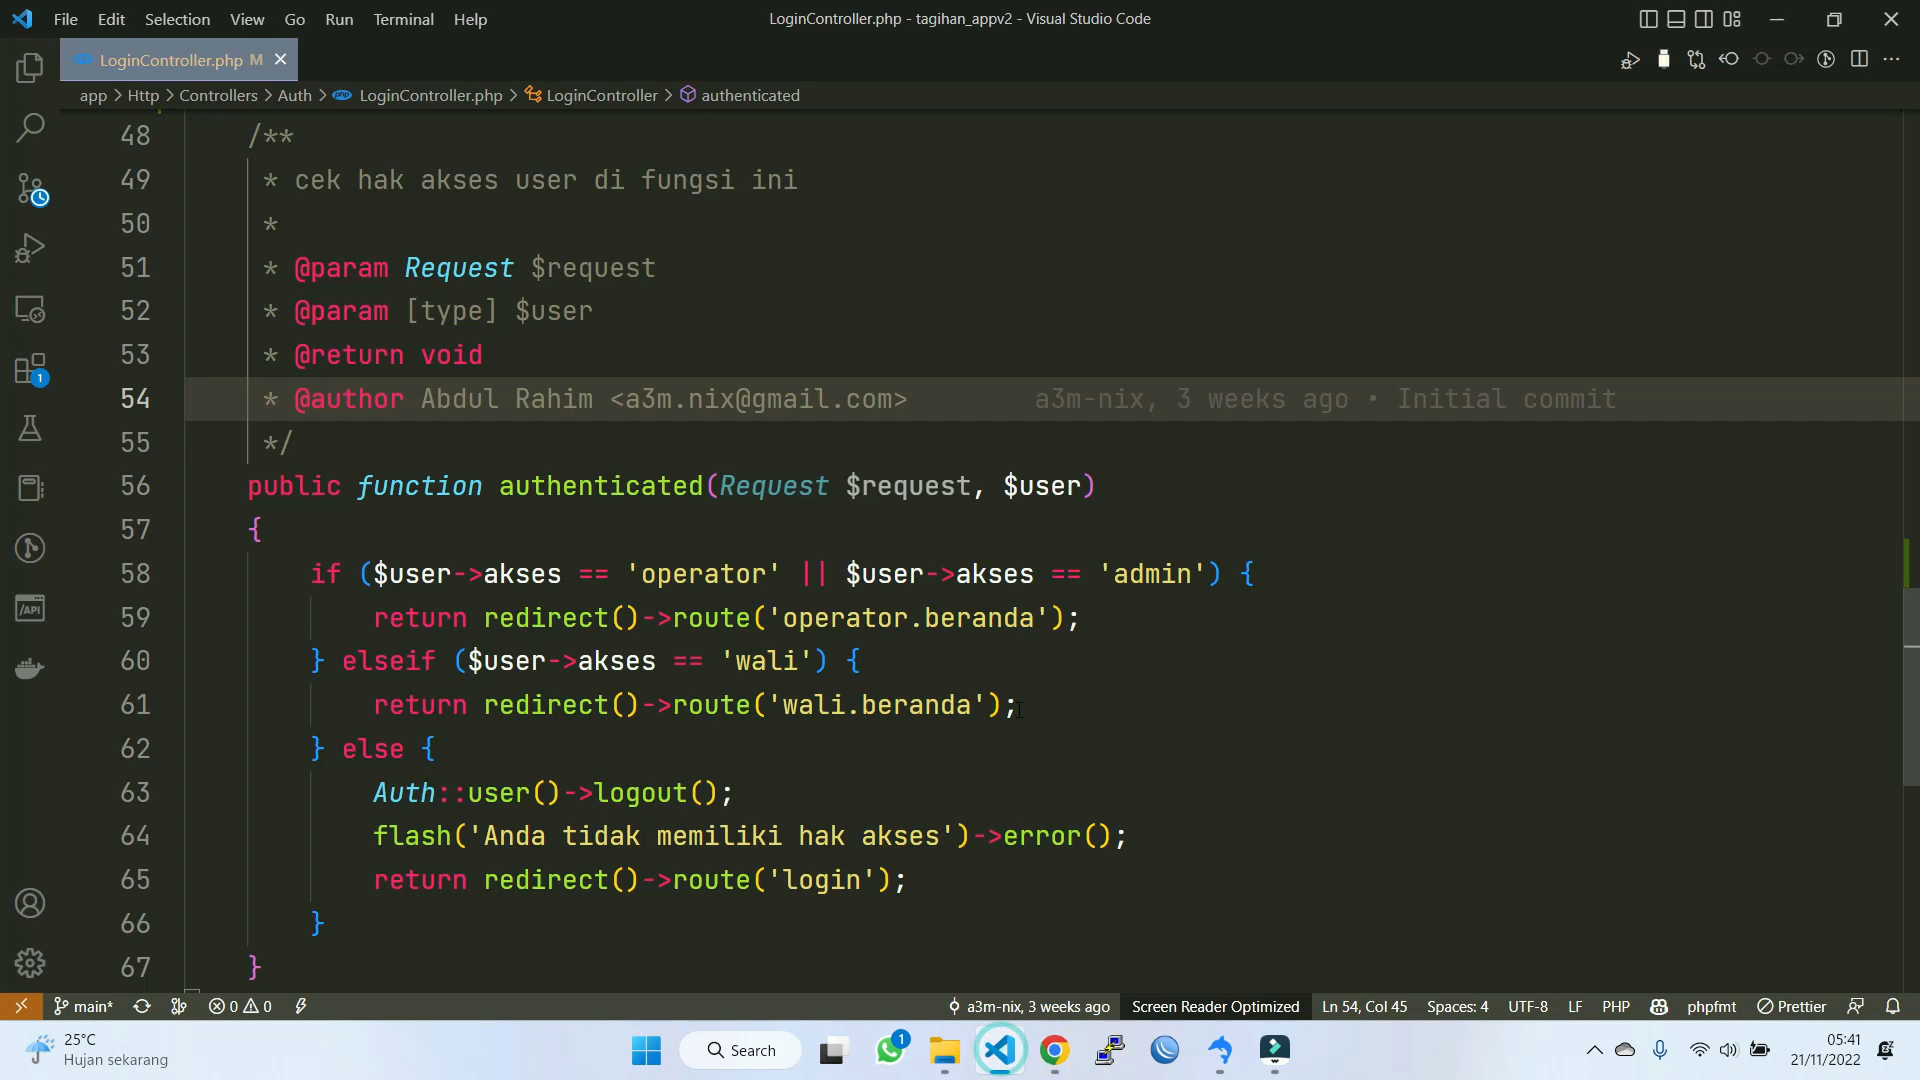 File Edit Selection View Go Run Terminal Help
LoginController.php - tagihan_appv2 - Visual Studio Code
LoginController.php M
app > Http > Controllers > Auth > LoginController.php > LoginController > authenticated
48 /**
49 * cek hak akses user di fungsi ini
50 *
51 * @param Request $request
52 * @param [type] $user
53 * @return void
54 * @author Abdul Rahim <a3m.nix@gmail.com> a3m-nix, 3 weeks ago • Initial commit
55 */
56 public function authenticated(Request $request, $user)
57 {
58 if ($user->akses == 'operator' || $user->akses == 'admin') {
59 return redirect()->route('operator.beranda');
60 } elseif ($user->akses == 'wali') {
61 return redirect()->route('wali.beranda');
62 } else {
63 Auth::user()->logout();
64 flash('Anda tidak memiliki hak akses')->error();
65 return redirect()->route('login');
66 }
67 }
1
/API
main* 0 0 a3m-nix, 3 weeks ago Screen Reader Optimized Ln 54, Col 45 Spaces: 4 UTF-8 LF PHP phpfmt Prettier
25°C
Hujan sekarang
Search
1
05:41
21/11/2022